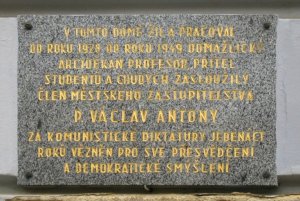 V TOMTO DOMĚ ŽIL A PRACOVAL
OD ROKU 1928 DO ROKU 1949 DOMAŽLICKÝ
ARCIDĚKAN PROFESOR PŘÍTEL
STUDENTŮ A CHUDÝCH ZASLOUŽILÝ
ČLEN MĚSTSKÉHO ZASTUPITELSTVA
P. VÁCLAV ANTONY
ZA KOMUNISTICKÉ DIKTATURY JEDENÁCT
ROKŮ VĚZNĚN PRO SVÉ PŘESVĚDČENÍ
A DEMOKRATICKÉ SMÝŠLENÍ